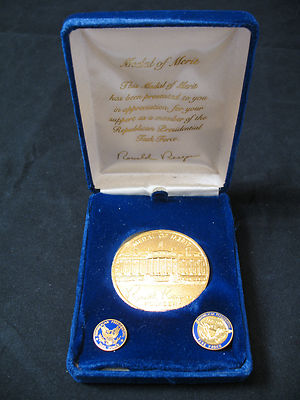 Medal of Merit
This Medal of Merit
has been presented to you
in appreciation, for your
support as a member of the
Republican Presidential
Task Force.
Ronald Reagan
MEDAL OF MERIT